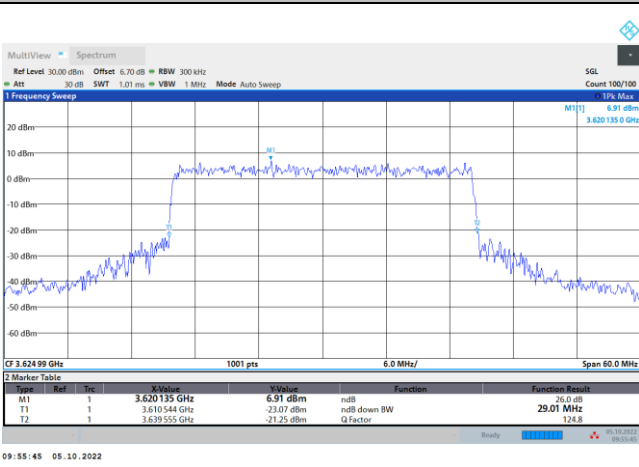 MultiView Spectrum
Ref Level 30.00 dBm Offset 6.70 dB RBW 300 kHz SGL
Att 30 dB SWT 1.01 ms VBW 1 MHz Mode Auto Sweep Count 100/100
1 Frequency Sweep 1Pk Max
M1[1] 6.91 dBm
3.620 135 0 GHz
20 dBm
M1
10 dBm
0 dBm
-10 dBm
T1 T2
-20 dBm
-30 dBm
-40 dBm
-50 dBm
-60 dBm
CF 3.624 99 GHz 1001 pts 6.0 MHz/ Span 60.0 MHz
2 Marker Table
Type Ref Trc X-Value Y-Value Function Function Result
M1 1 3.620 135 GHz 6.91 dBm ndB 26.0 dB
T1 1 3.610 544 GHz -23.07 dBm ndB down BW 29.01 MHz
T2 1 3.639 555 GHz -21.25 dBm Q Factor 124.8
Ready 05.10.2022
09:55:45
09:55:45 05.10.2022